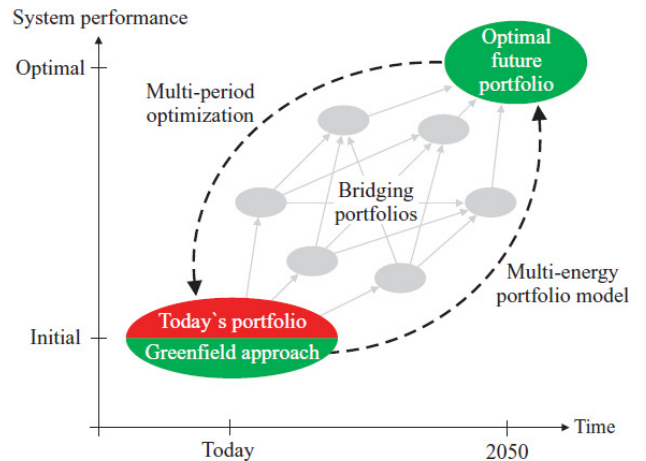 System performance
Optimal
Optimal
future
portfolio
Multi-period
optimization
Bridging
portfolios
Multi-energy
portfolio model
Initial
Today`s portfolio
Greenfield approach
Time
Today
2050